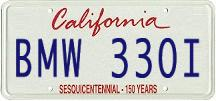 California
BMW 330I
SESQUICENTENNIAL - 150 YEARS